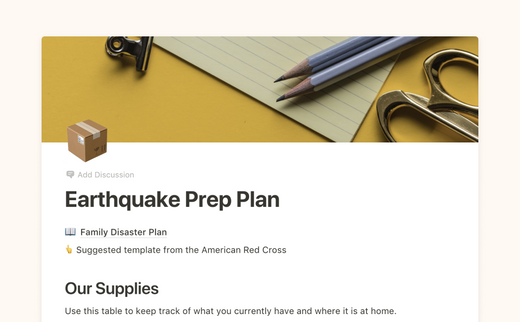 Add Discussion
Earthquake Prep Plan
Family Disaster Plan
Suggested template from the American Red Cross
Our Supplies
Use this table to keep track of what you currently have and where it is at home.